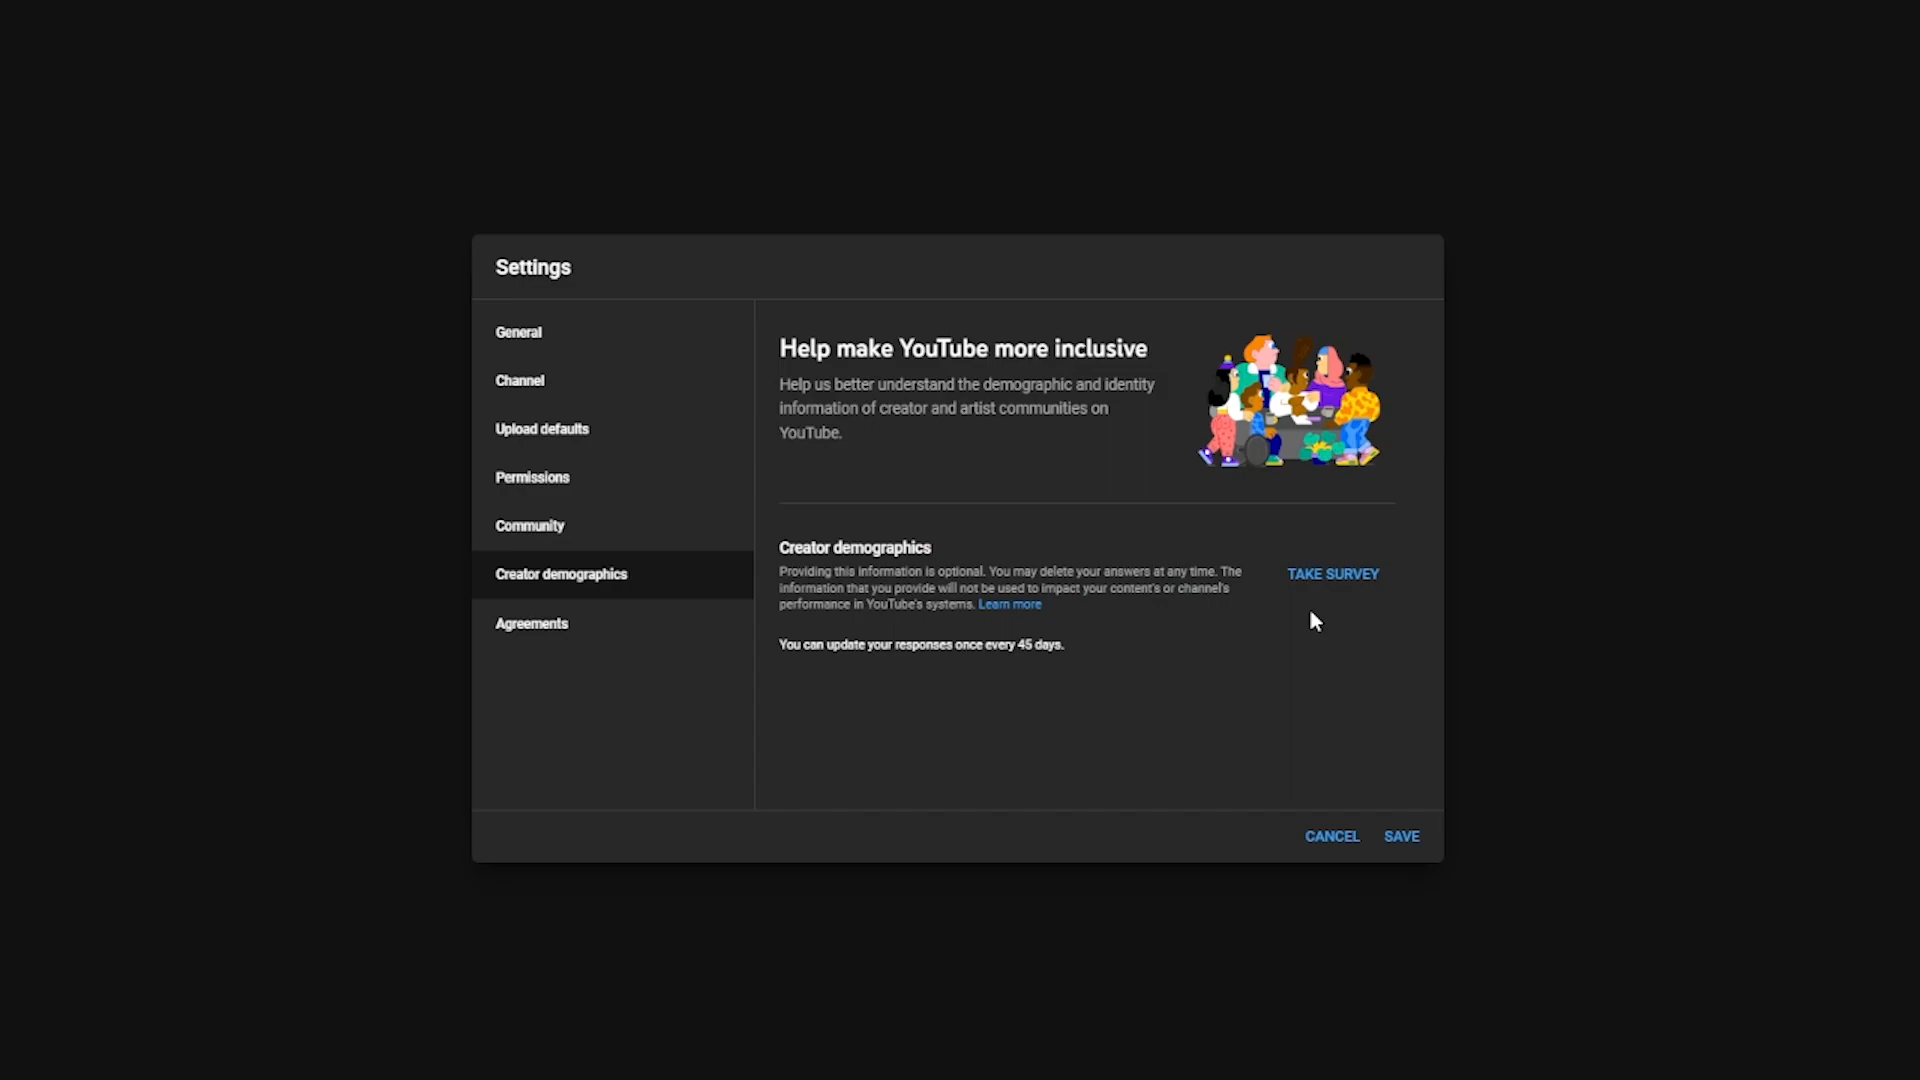 Settings
General
Channel
Upload defaults
Permissions
Community
Creator demographics
Agreements
Help make YouTube more inclusive
Help us better understand the demographic and identity
information of creator and artist communities on
YouTube.
Creator demographics
Providing this information is optional. You may delete your answers at any time. The
information that you provide will not be used to impact your content's or channel's
performance in YouTube's systems. Learn more
TAKE SURVEY
You can update your responses once every 45 days.
CANCEL SAVE